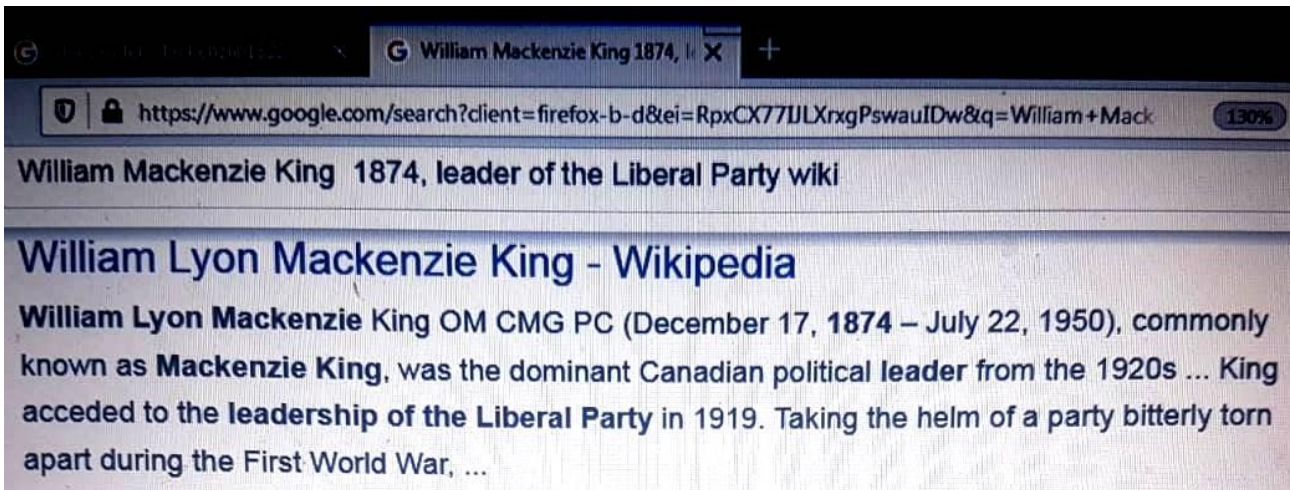 G William Mackenzie King 1874, l
https://www.google.com/search?client=firefox-b-d&ei=RpxCX77IJLXrxgPswauIDw&q=William+Mack 130%
William Mackenzie King 1874, leader of the Liberal Party wiki
William Lyon Mackenzie King - Wikipedia
William Lyon Mackenzie King OM CMG PC (December 17, 1874 – July 22, 1950), commonly
known as Mackenzie King, was the dominant Canadian political leader from the 1920s ... King
acceded to the leadership of the Liberal Party in 1919. Taking the helm of a party bitterly torn
apart during the First World War, ...